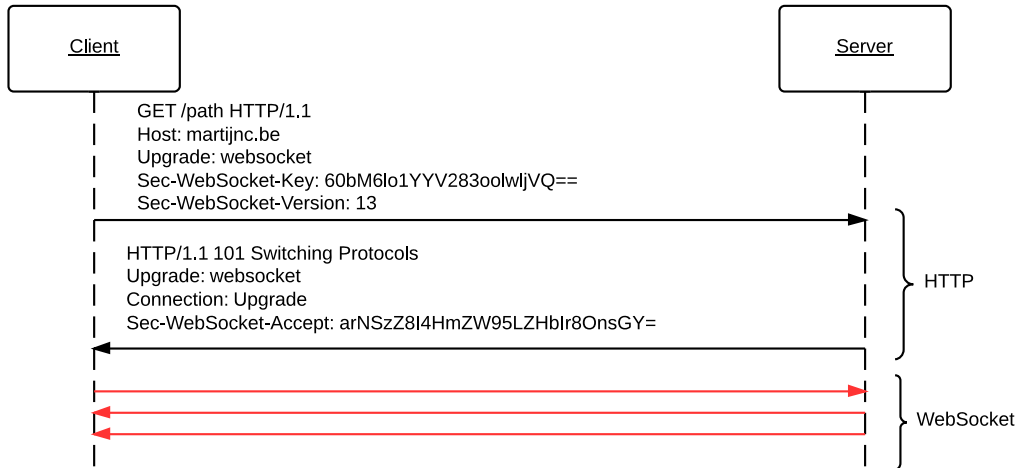 Client
Server
GET /path HTTP/1.1
Host: martijnc.be
Upgrade: websocket
Sec-WebSocket-Key: 60bM6lo1YYV283oolwljVQ==
Sec-WebSocket-Version: 13
HTTP/1.1 101 Switching Protocols
Upgrade: websocket
Connection: Upgrade
Sec-WebSocket-Accept: arNSzZ8I4HmZW95LZHbIr8OnsGY=
HTTP
WebSocket